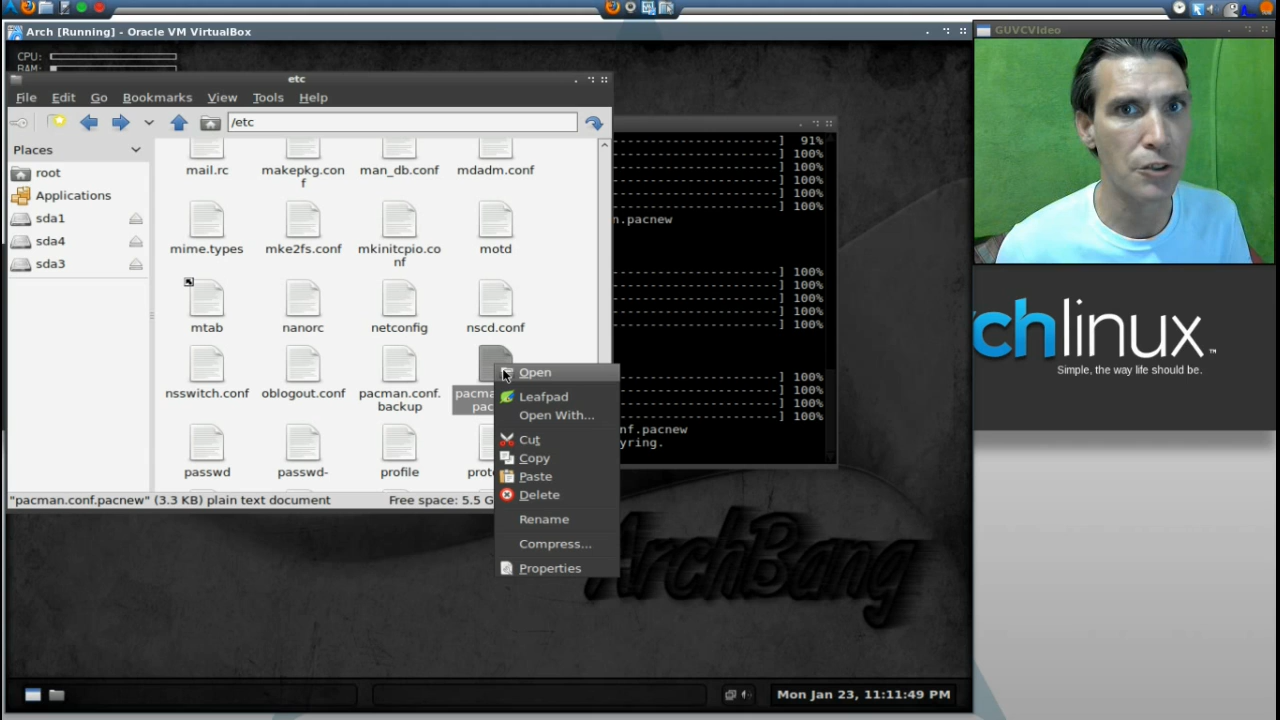 Arch [Running] - Oracle VM VirtualBox
GUVCVideo
CPU:
RAM:
etc
File Edit Go Bookmarks View Tools Help
/etc
Places
root
Applications
sda1
sda4
sda3
mail.rc
makepkg.con
f
man_db.conf
mdadm.conf
mime.types
mke2fs.conf
mkinitcpio.co
nf
motd
mtab
nanorc
netconfig
nscd.conf
nsswitch.conf
oblogout.conf
pacman.conf.
backup
passwd
passwd-
profile
"pacman.conf.pacnew" (3.3 KB) plain text document
Free space: 5.5 G
Open
Leafpad
Open With...
Cut
Copy
Paste
Delete
Rename
Compress...
Properties
---------------------] 91%
---------------------] 100%
---------------------] 100%
---------------------] 100%
---------------------] 100%
---------------------] 100%
n.pacnew
---------------------] 100%
---------------------] 100%
---------------------] 100%
---------------------] 100%
---------------------] 100%
---------------------] 100%
---------------------] 100%
---------------------] 100%
nf.pacnew
yring.
chlinux.™
Simple, the way life should be.
ArchBang
Mon Jan 23, 11:11:49 PM